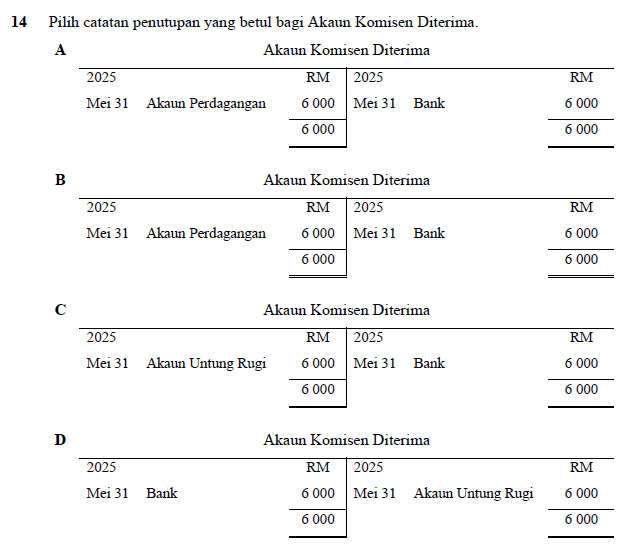 14 Pilih catatan penutupan yang betul bagi Akaun Komisen Diterima.
A Akaun Komisen Diterima
2025 RM 2025 RM
Mei 31 Akaun Perdagangan 6 000 Mei 31 Bank 6 000
6 000 6 000
B Akaun Komisen Diterima
2025 RM 2025 RM
Mei 31 Akaun Perdagangan 6 000 Mei 31 Bank 6 000
6 000 6 000
C Akaun Komisen Diterima
2025 RM 2025 RM
Mei 31 Akaun Untung Rugi 6 000 Mei 31 Bank 6 000
6 000 6 000
D Akaun Komisen Diterima
2025 RM 2025 RM
Mei 31 Bank 6 000 Mei 31 Akaun Untung Rugi 6 000
6 000 6 000